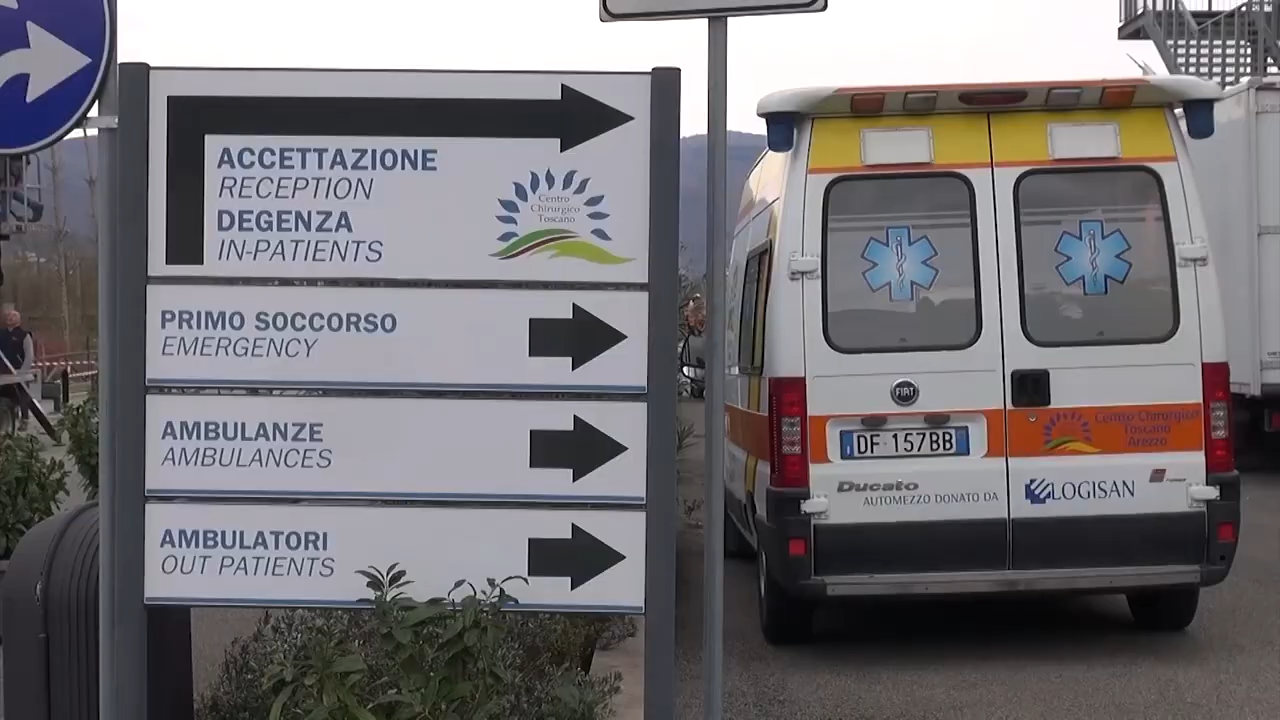 ACCETTAZIONE
RECEPTION
DEGENZA
IN-PATIENTS
Centro
Chirurgico
Toscano
PRIMO SOCCORSO
EMERGENCY
AMBULANZE
AMBULANCES
AMBULATORI
OUT PATIENTS
FIAT
DF 157BB
Centro Chirurgico
Toscano
Arezzo
Ducato
AUTOMEZZO DONATO DA
LOGISAN